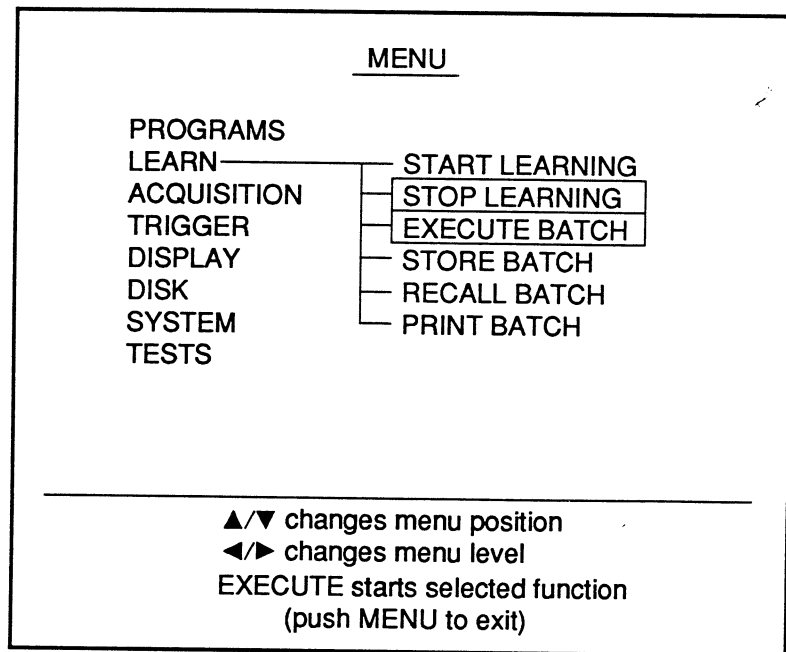 MENU
PROGRAMS
LEARN START LEARNING
ACQUISITION STOP LEARNING
TRIGGER EXECUTE BATCH
DISPLAY STORE BATCH
DISK RECALL BATCH
SYSTEM PRINT BATCH
TESTS
▲/▼ changes menu position
◄/► changes menu level
EXECUTE starts selected function
(push MENU to exit)